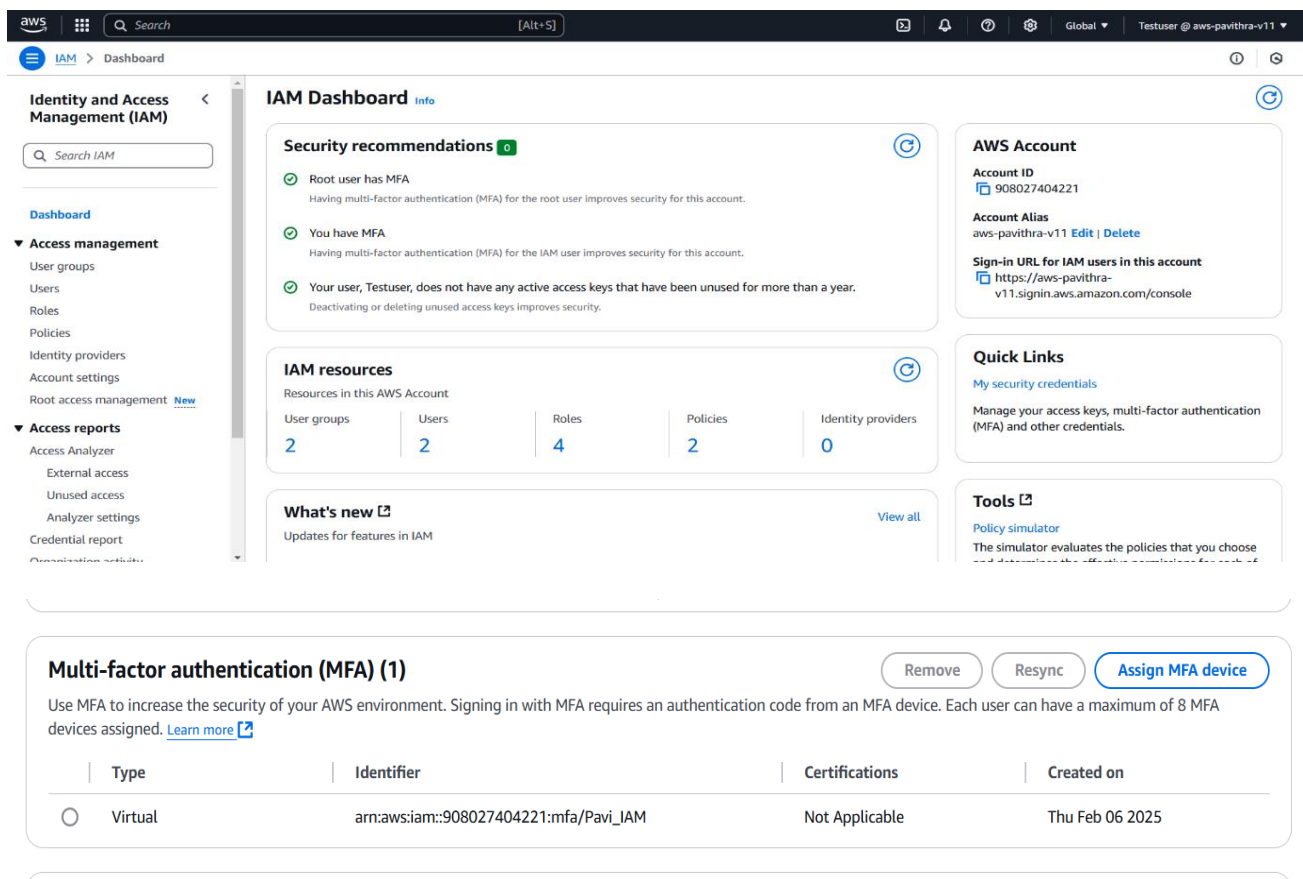 aws
Search
[Alt+S]
Global
Testuser @ aws-pavithra-v11
IAM > Dashboard
Identity and Access
Management (IAM)
Search IAM
Dashboard
Access management
User groups
Users
Roles
Policies
Identity providers
Account settings
Root access management New
Access reports
Access Analyzer
External access
Unused access
Analyzer settings
Credential report
Organization activity
IAM Dashboard Info
Security recommendations 0
Root user has MFA
Having multi-factor authentication (MFA) for the root user improves security for this account.
You have MFA
Having multi-factor authentication (MFA) for the IAM user improves security for this account.
Your user, Testuser, does not have any active access keys that have been unused for more than a year.
Deactivating or deleting unused access keys improves security.
IAM resources
Resources in this AWS Account
User groups
2
Users
2
Roles
4
Policies
2
Identity providers
0
What's new
View all
Updates for features in IAM
AWS Account
Account ID
908027404221
Account Alias
aws-pavithra-v11 Edit | Delete
Sign-in URL for IAM users in this account
https://aws-pavithra-
v11.signin.aws.amazon.com/console
Quick Links
My security credentials
Manage your access keys, multi-factor authentication
(MFA) and other credentials.
Tools
Policy simulator
The simulator evaluates the policies that you choose
and determines the effective permissions for each of
Multi-factor authentication (MFA) (1)
Remove
Resync
Assign MFA device
Use MFA to increase the security of your AWS environment. Signing in with MFA requires an authentication code from an MFA device. Each user can have a maximum of 8 MFA
devices assigned. Learn more
Type Identifier Certifications Created on
Virtual arn:aws:iam::908027404221:mfa/Pavi_IAM Not Applicable Thu Feb 06 2025